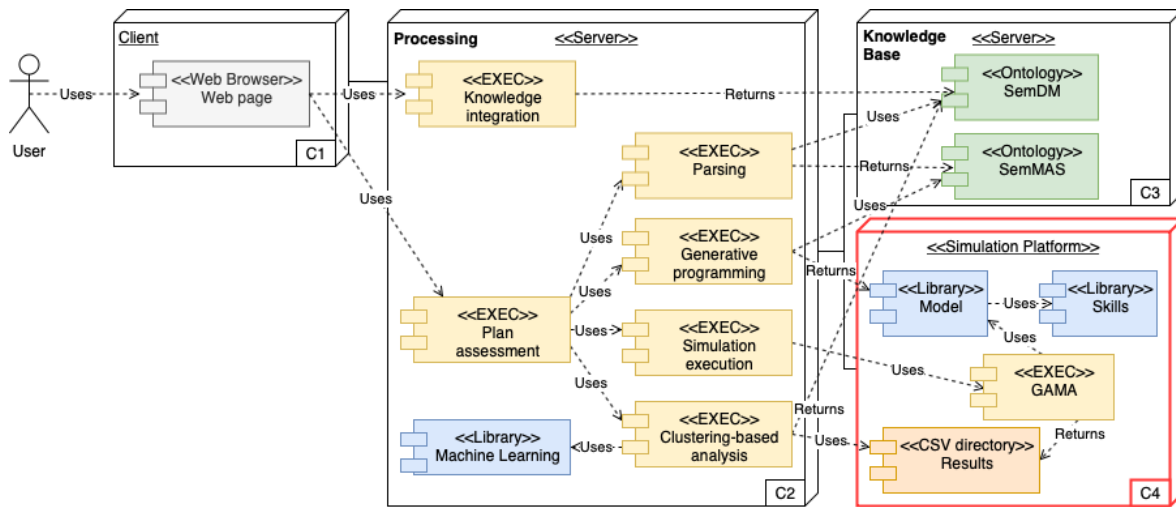 Client
<<Web Browser>>
Web page
C1
User
Uses
Uses
Uses
Processing
<<Server>>
<<EXEC>>
Knowledge
integration
<<EXEC>>
Parsing
<<EXEC>>
Generative
programming
<<EXEC>>
Plan
assessment
<<EXEC>>
Simulation
execution
<<EXEC>>
Clustering-based
analysis
<<Library>>
Machine Learning
Uses
Uses
Uses
Uses
Uses
C2
Returns
Uses
Returns
Uses
Returns
Uses
Returns
Uses
Knowledge
Base
<<Server>>
<<Ontology>>
SemDM
<<Ontology>>
SemMAS
C3
<<Simulation Platform>>
<<Library>>
Model
Uses
<<Library>>
Skills
Uses
<<EXEC>>
GAMA
Returns
<<CSV directory>>
Results
C4